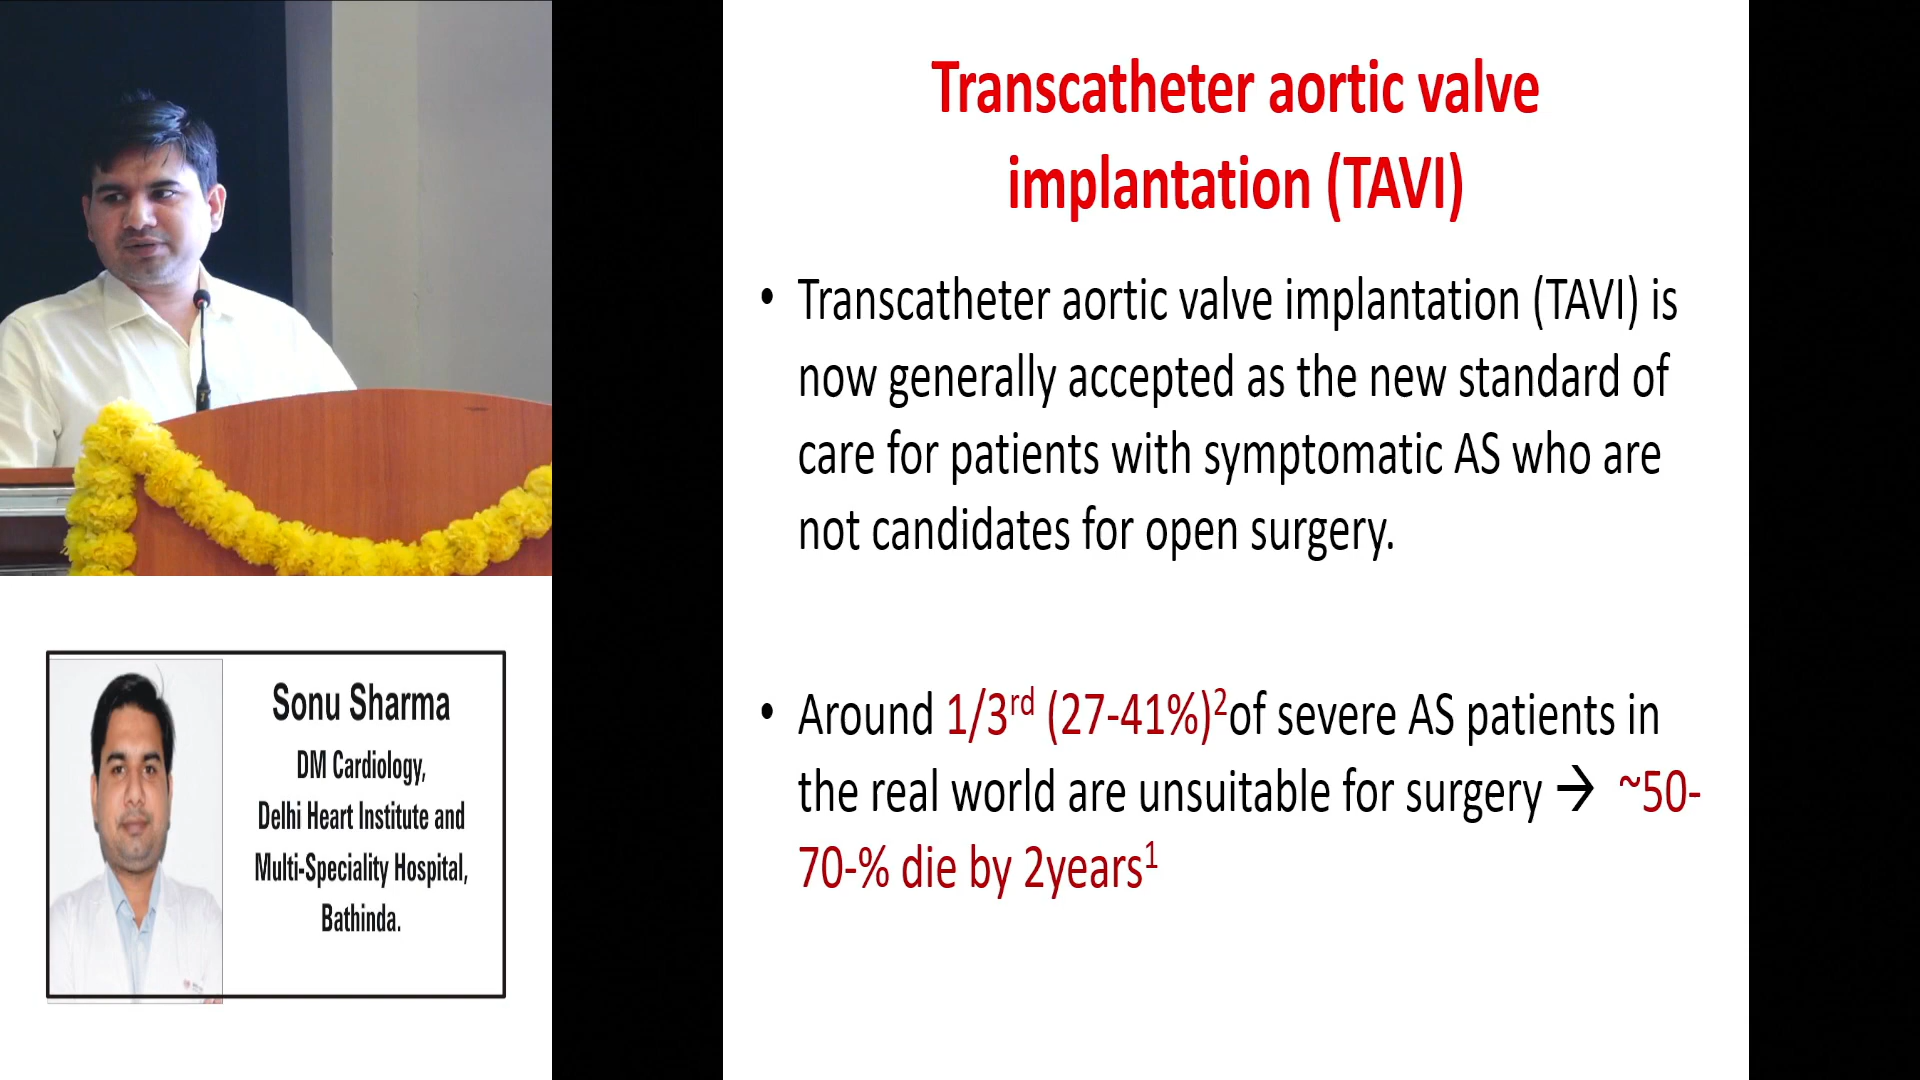 Transcatheter aortic valve
implantation (TAVI)
• Transcatheter aortic valve implantation (TAVI) is
now generally accepted as the new standard of
care for patients with symptomatic AS who are
not candidates for open surgery.
• Around 1/3rd (27-41%)2of severe AS patients in
the real world are unsuitable for surgery → ~50-
70-% die by 2years1
Sonu Sharma
DM Cardiology,
Delhi Heart Institute and
Multi-Speciality Hospital,
Bathinda.